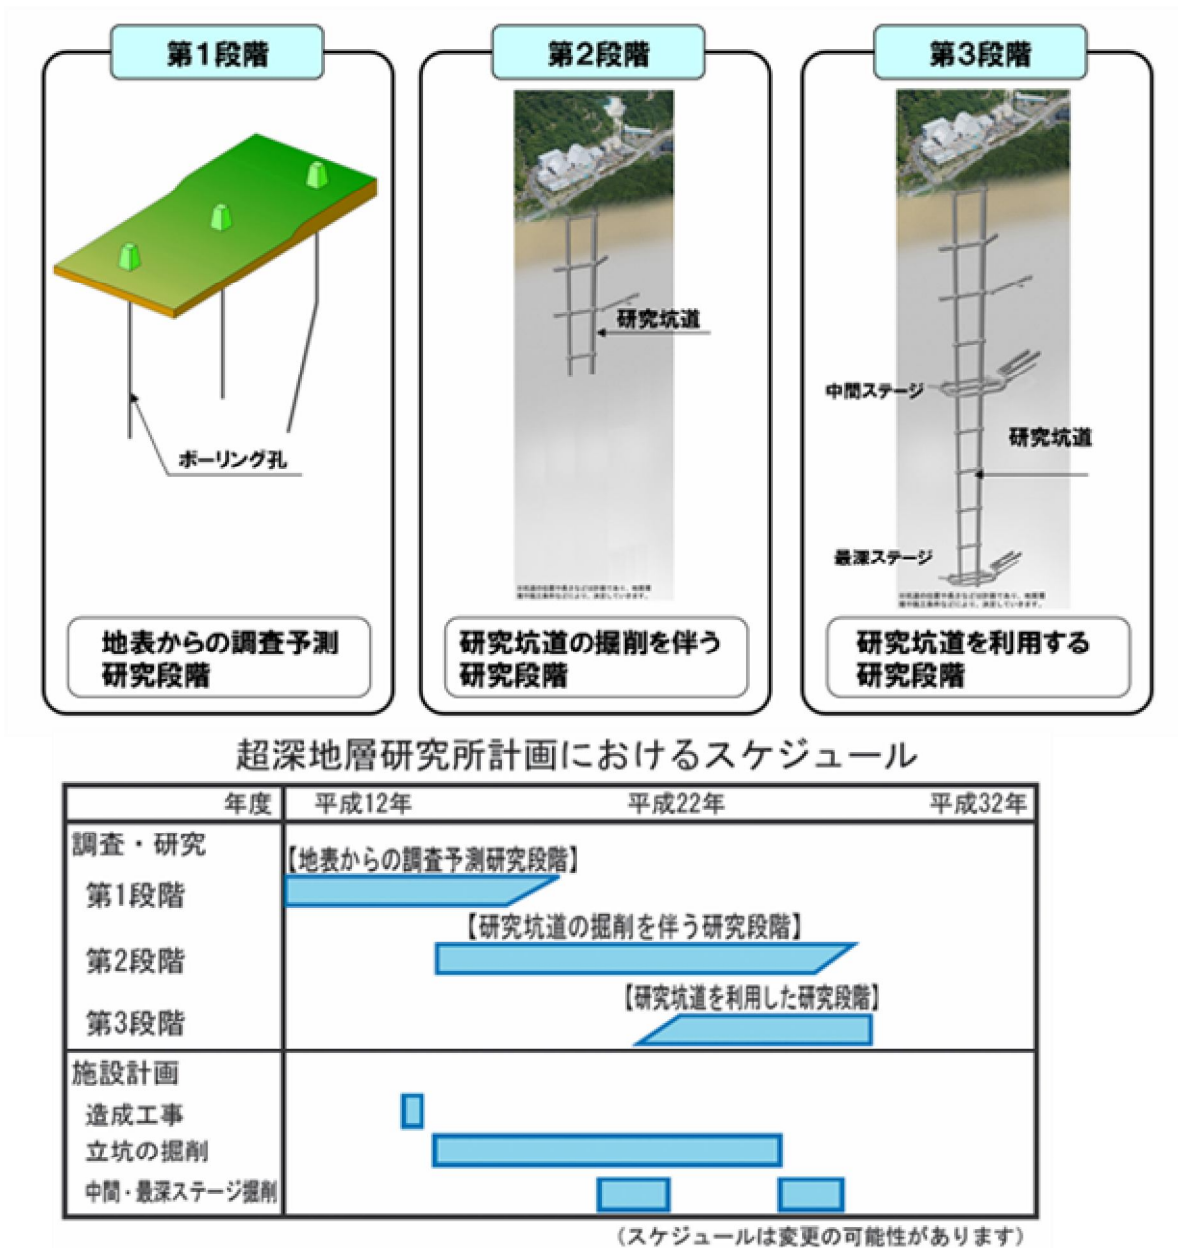 第1段階
第2段階
第3段階
研究坑道
中間ステージ
研究坑道
ボーリング孔
最深ステージ
地表からの調査予測
研究段階
研究坑道の掘削を伴う
研究段階
研究坑道を利用する
研究段階
超深地層研究所計画におけるスケジュール
年度 平成12年 平成22年 平成32年
調査・研究
【地表からの調査予測研究段階】
第1段階
【研究坑道の掘削を伴う研究段階】
第2段階
【研究坑道を利用した研究段階】
第3段階
施設計画
造成工事
立坑の掘削
中間・最深ステージ掘削
(スケジュールは変更の可能性があります)